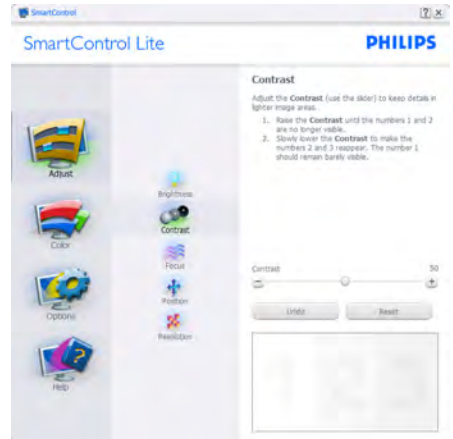 SmartControl
SmartControl Lite
PHILIPS
Contrast
Adjust the Contrast (use the slider) to keep details in
lighter image areas.
1. Raise the Contrast until the numbers 1 and 2
are no longer visible.
2. Slowly lower the Contrast to make the
numbers 2 and 3 reappear. The number 1
should remain barely visible.
Adjust
Color
Options
Help
Brightness
Contrast
Focus
Position
Resolution
Contrast
50
Undo
Reset
1 2 3